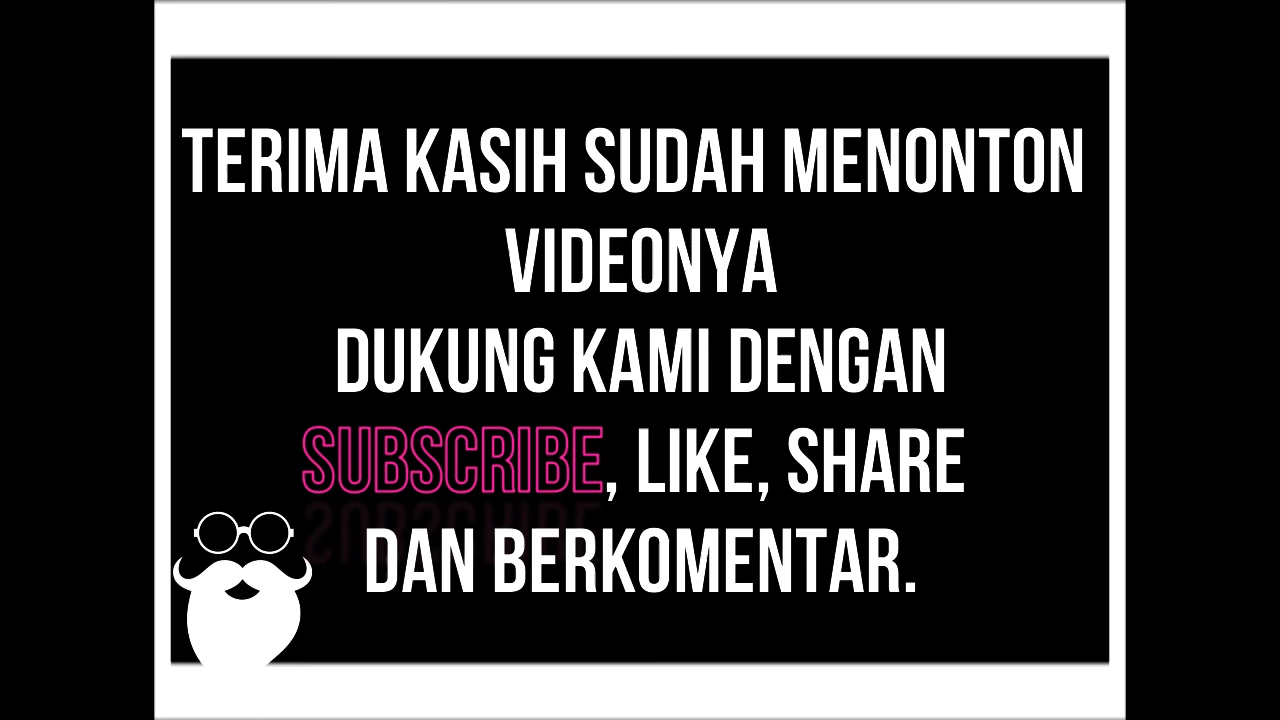 TERIMA KASIH SUDAH MENONTON
VIDEONYA
DUKUNG KAMI DENGAN
SUBSCRIBE, LIKE, SHARE
DAN BERKOMENTAR.